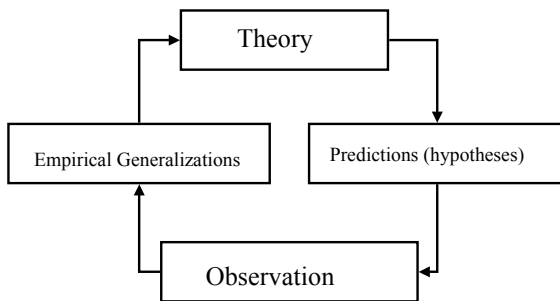 Theory
Empirical Generalizations
Predictions (hypotheses)
Observation